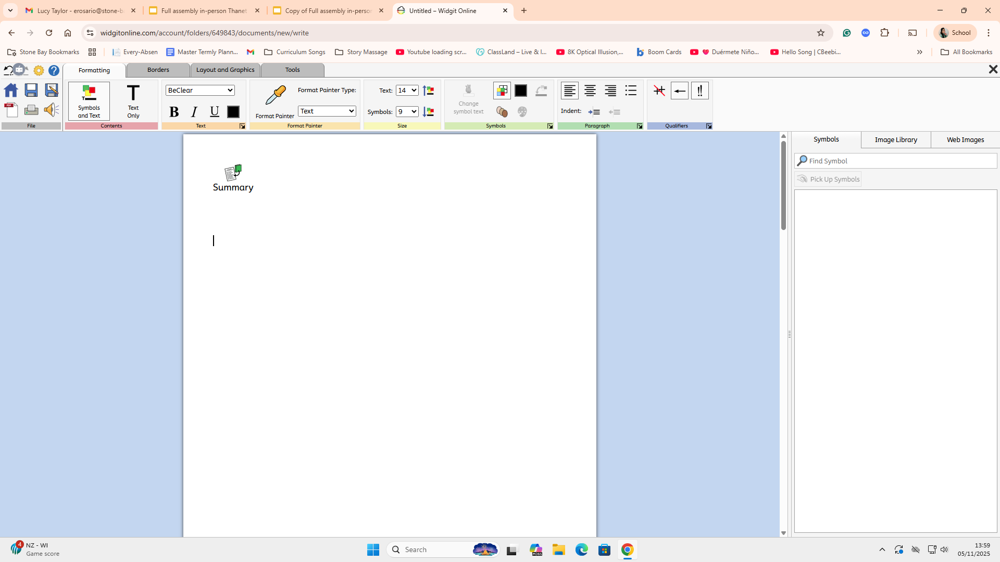 Lucy Taylor - erosario@stone-b
Full assembly in-person Thanet
Copy of Full assembly in-person
Untitled – Widgit Online
widgitonline.com/account/folders/649843/documents/new/write
School
Stone Bay Bookmarks
Every-Absen
Master Termly Plann...
Curriculum Songs
Story Massage
Youtube loading scr...
ClassLand – Live & I...
8K Optical Illusion,...
Boom Cards
Duérmete Niño...
Hello Song | CBeebi...
All Bookmarks
Formatting
Borders
Layout and Graphics
Tools
PDF
File
Symbols
and Text
T
Text
Only
Contents
BeClear
B I U
Text
Format Painter
Format Painter Type:
Text
Format Painter
Text: 14
Symbols: 9
Size
Change
symbol text
Symbols
Indent:
Paragraph
Qualifiers
Summary
Symbols
Image Library
Web Images
Find Symbol
Pick Up Symbols
4
NZ - WI
Game score
Search
M365
13:59
05/11/2025